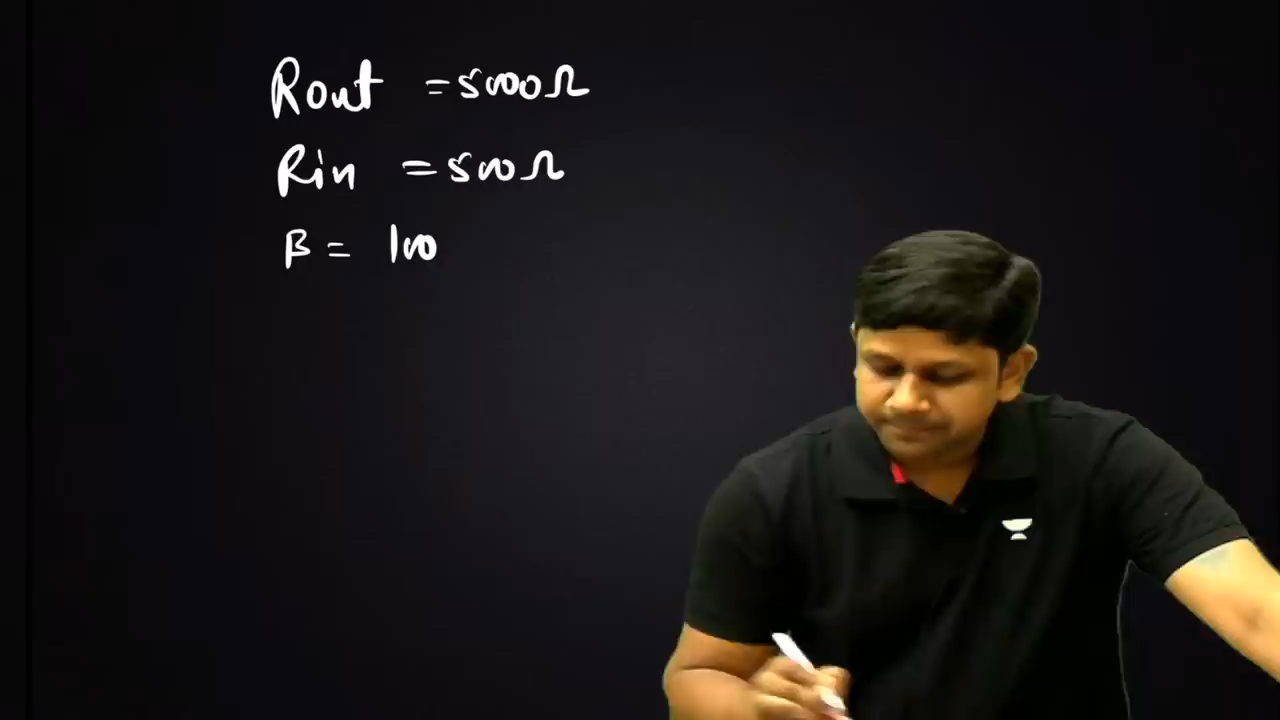 Rout = 5000Ω
Rin = 500Ω
β = 100